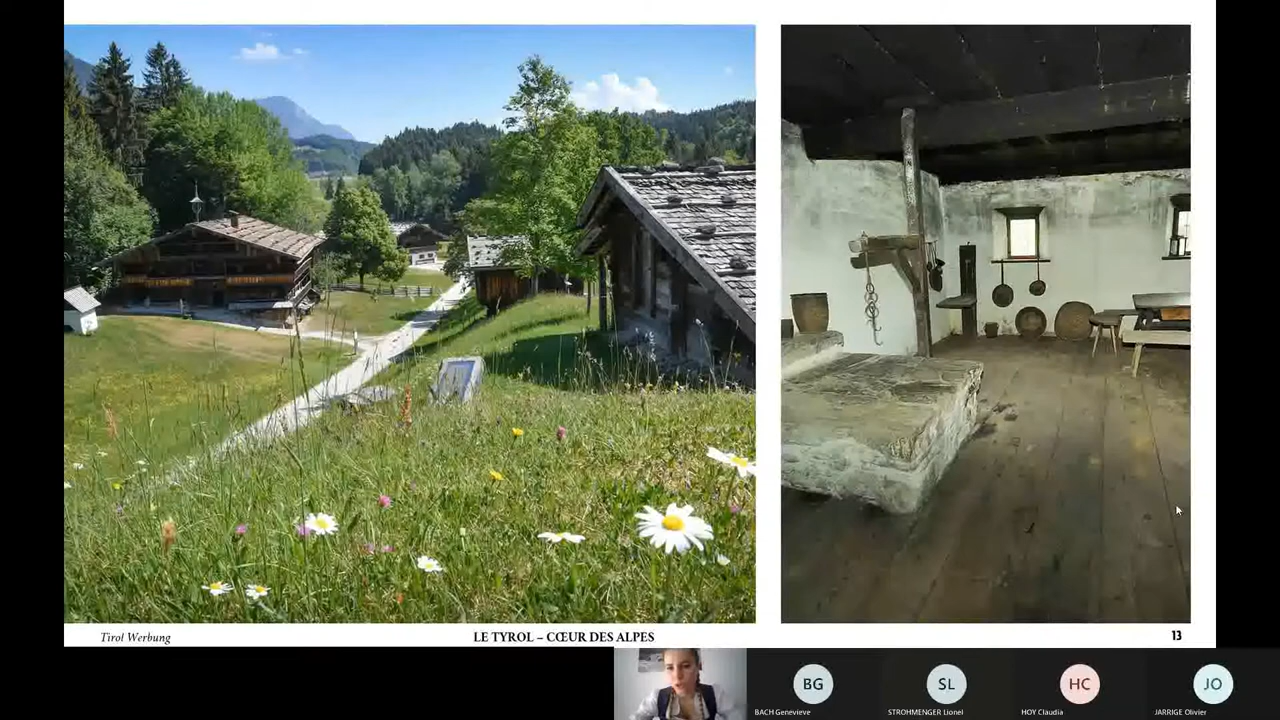 Tirol Werbung
LE TYROL – CŒUR DES ALPES
13
BG
SL
HC
JO
BACH Genevieve
STROHMENGER Lionel
HOY Claudia
JARRIGE Olivier